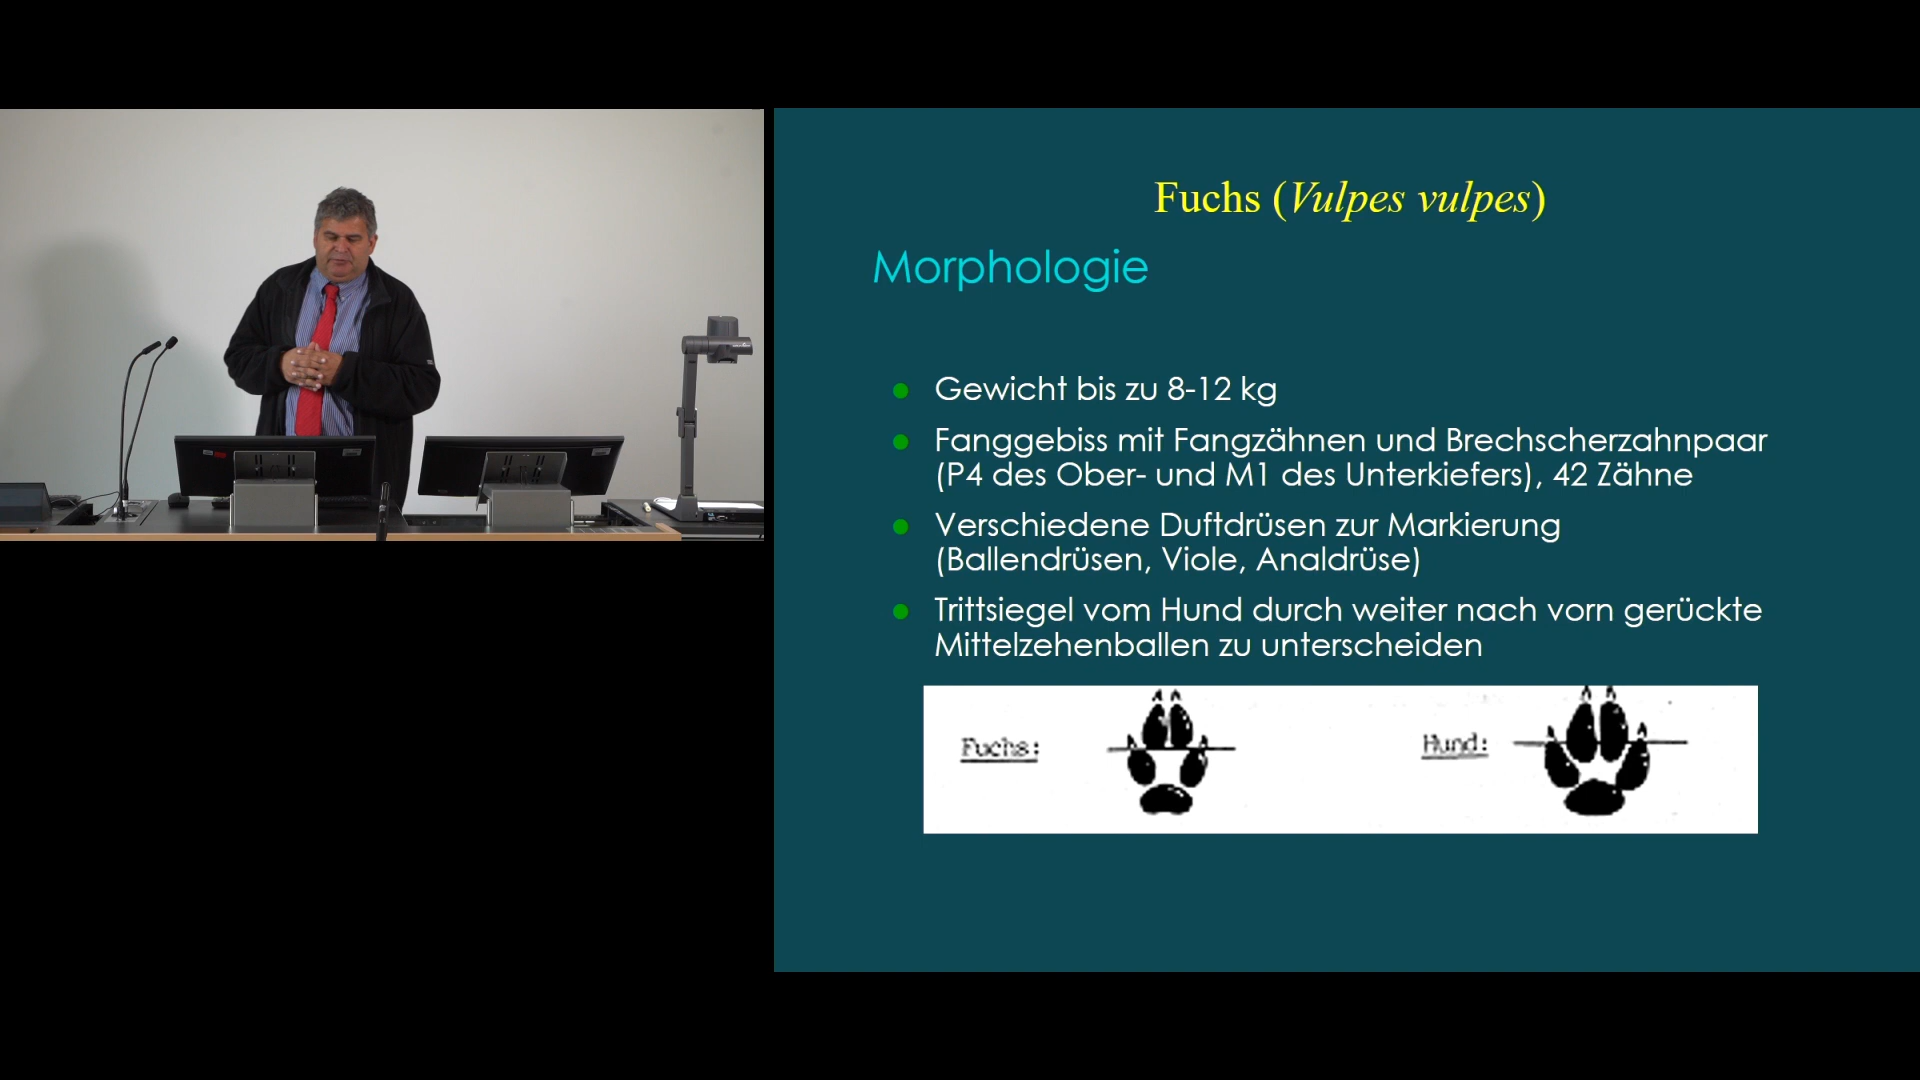 Fuchs (Vulpes vulpes)
Morphologie
Gewicht bis zu 8-12 kg
Fanggebiss mit Fangzähnen und Brechscherzahnpaar
(P4 des Ober- und M1 des Unterkiefers), 42 Zähne
Verschiedene Duftdrüsen zur Markierung
(Ballendrüsen, Viole, Analdrüse)
Trittsiegel vom Hund durch weiter nach vorn gerückte
Mittelzehenballen zu unterscheiden
Fuchs:
Hund: